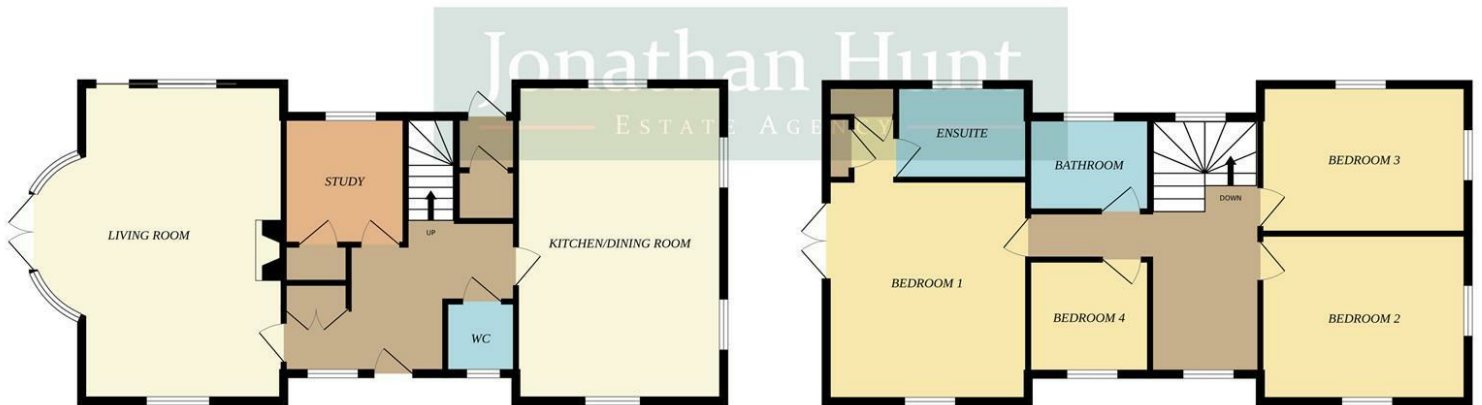 Jonathan Hunt
ESTATE AGENCY
LIVING ROOM
STUDY
UP
WC
KITCHEN/DINING ROOM
ENSUITE
BATHROOM
DOWN
BEDROOM 1
BEDROOM 4
BEDROOM 3
BEDROOM 2